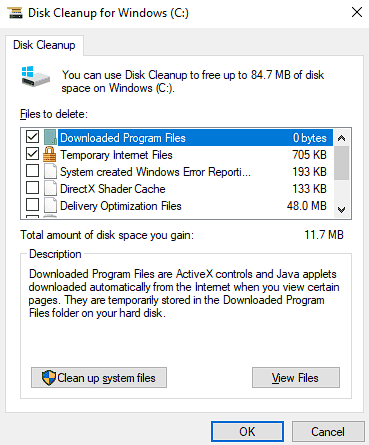 Disk Cleanup for Windows (C:)
Disk Cleanup
You can use Disk Cleanup to free up to 84.7 MB of disk
space on Windows (C:).
Files to delete:
Downloaded Program Files 0 bytes
Temporary Internet Files 705 KB
System created Windows Error Reporti... 193 KB
DirectX Shader Cache 133 KB
Delivery Optimization Files 48.0 MB
Total amount of disk space you gain: 11.7 MB
Description
Downloaded Program Files are ActiveX controls and Java applets
downloaded automatically from the Internet when you view certain
pages. They are temporarily stored in the Downloaded Program
Files folder on your hard disk.
Clean up system files View Files
OK Cancel